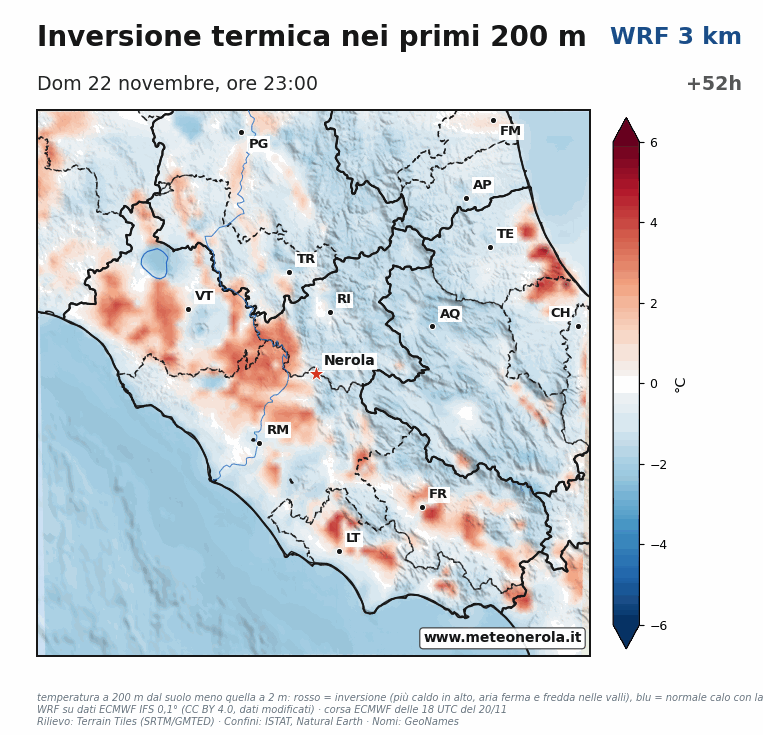 Inversione termica nei primi 200 m WRF 3 km
Dom 22 novembre, ore 23:00 +52h
FM
PG
AP
TE
TR
RI
VT
AQ
CH
Nerola
RM
FR
LT
www.meteonerola.it
6
4
2
0
−2
−4
−6
°C
temperatura a 200 m dal suolo meno quella a 2 m: rosso = inversione (più caldo in alto, aria ferma e fredda nelle valli), blu = normale calo con la
WRF su dati ECMWF IFS 0,1° (CC BY 4.0, dati modificati) · corsa ECMWF delle 18 UTC del 20/11
Rilievo: Terrain Tiles (SRTM/GMTED) · Confini: ISTAT, Natural Earth · Nomi: GeoNames